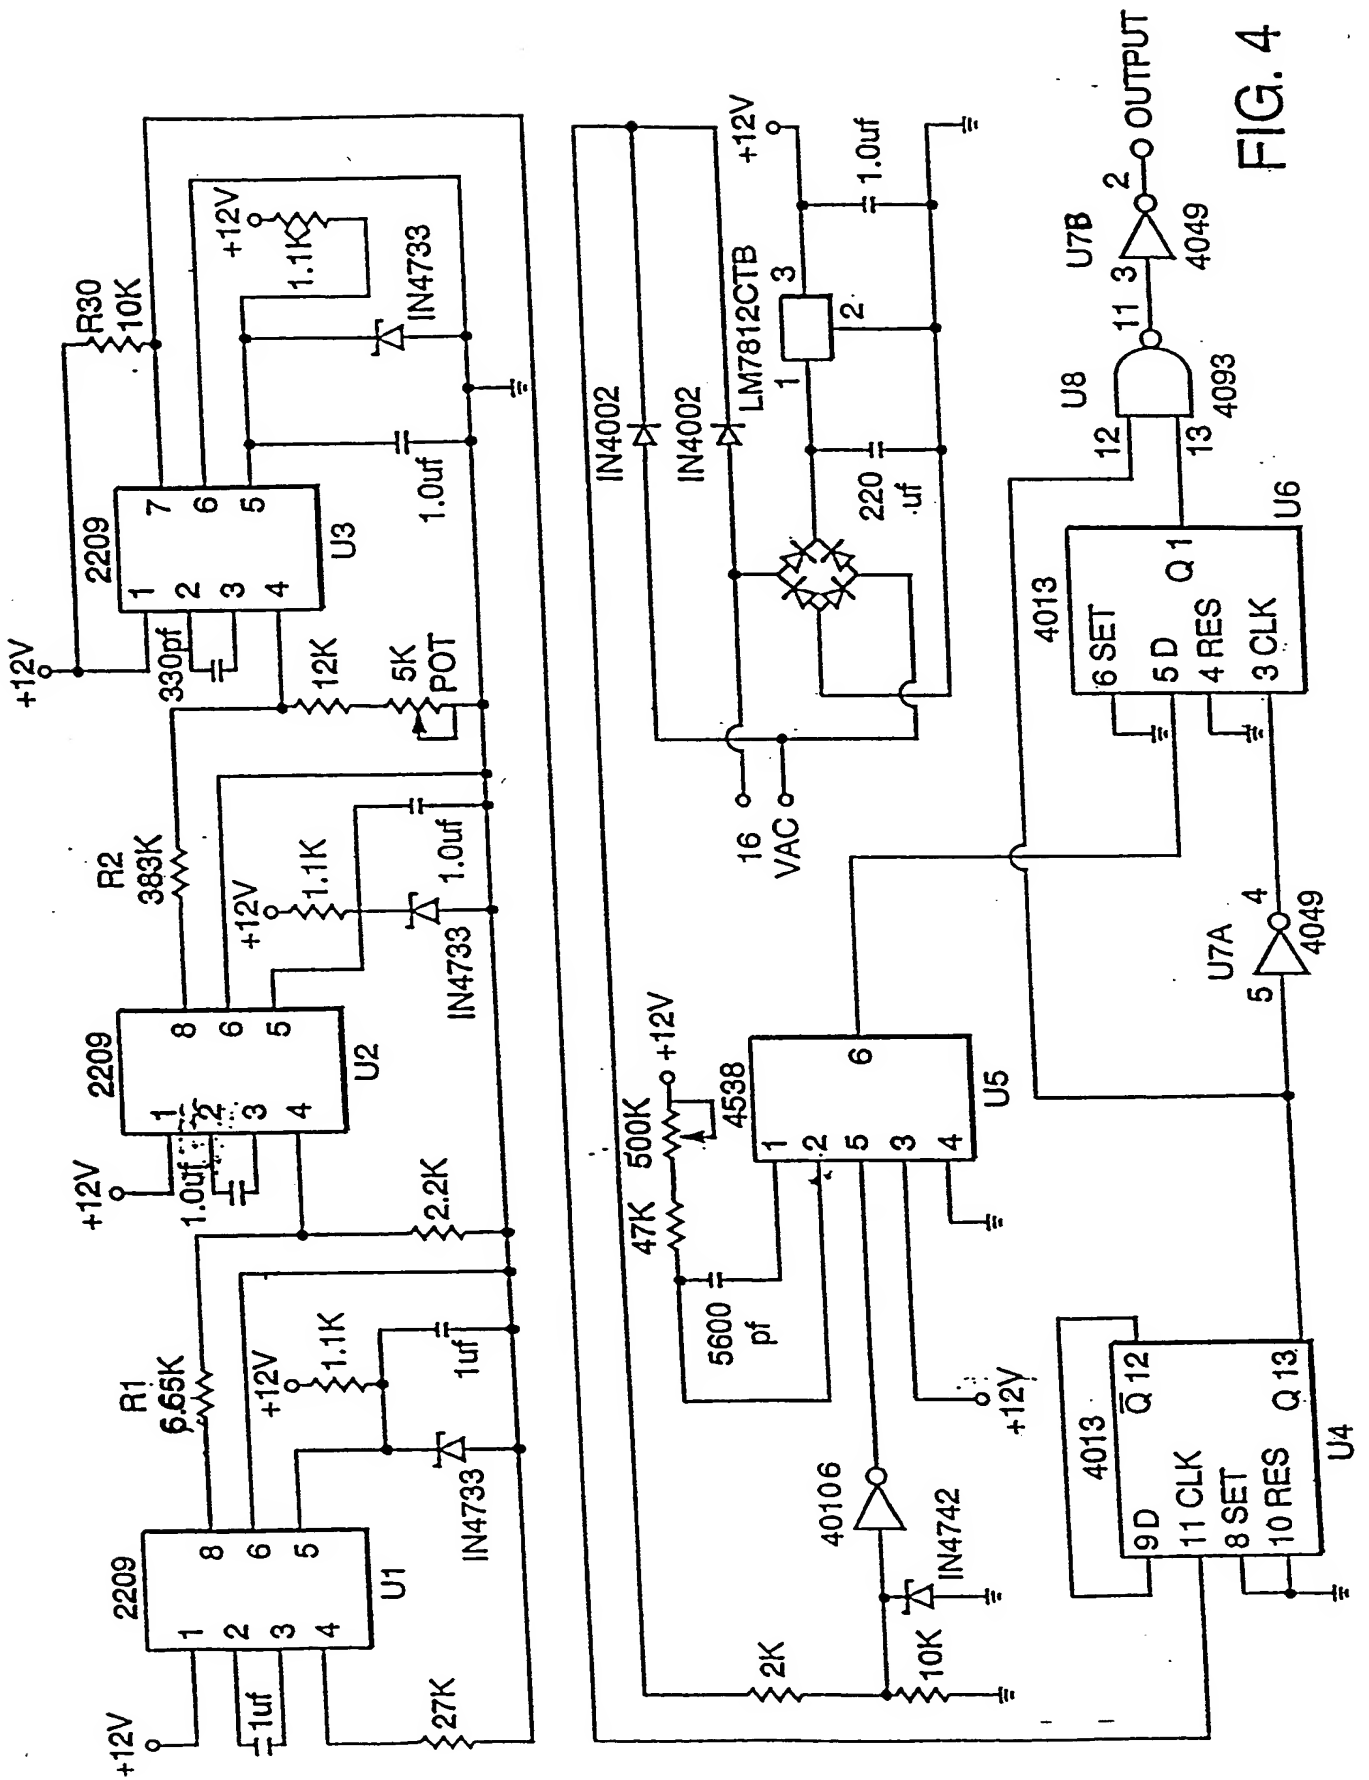 +12V
2209
1
2
3
4
8
6
5
U1
1uf
27K
R1
6.65K
+12V
1.1K
1uf
IN4733
+12V
2209
1
2
3
4
8
6
5
U2
1.0uf
2.2K
R2
383K
+12V
1.1K
1.0uf
IN4733
+12V
2209
1
2
3
4
7
6
5
U3
330pf
12K
5K
POT
R30
10K
+12V
1.1K
IN4733
1.0uf
2K
10K
IN4742
40106
5600
pf
47K
500K
+12V
4538
1
2
5
3
4
6
U5
+12V
16
VAC
IN4002
IN4002
LM7812CTB
1
2
3
220
uf
1.0uf
+12V
4013
9 D
11 CLK
8 SET
10 RES
Q 12
Q 13
U4
U7A
5
4
4049
4013
6 SET
5 D
4 RES
3 CLK
Q 1
U6
U8
12
13
11
4093
U7B
3
2
4049
OUTPUT
FIG. 4